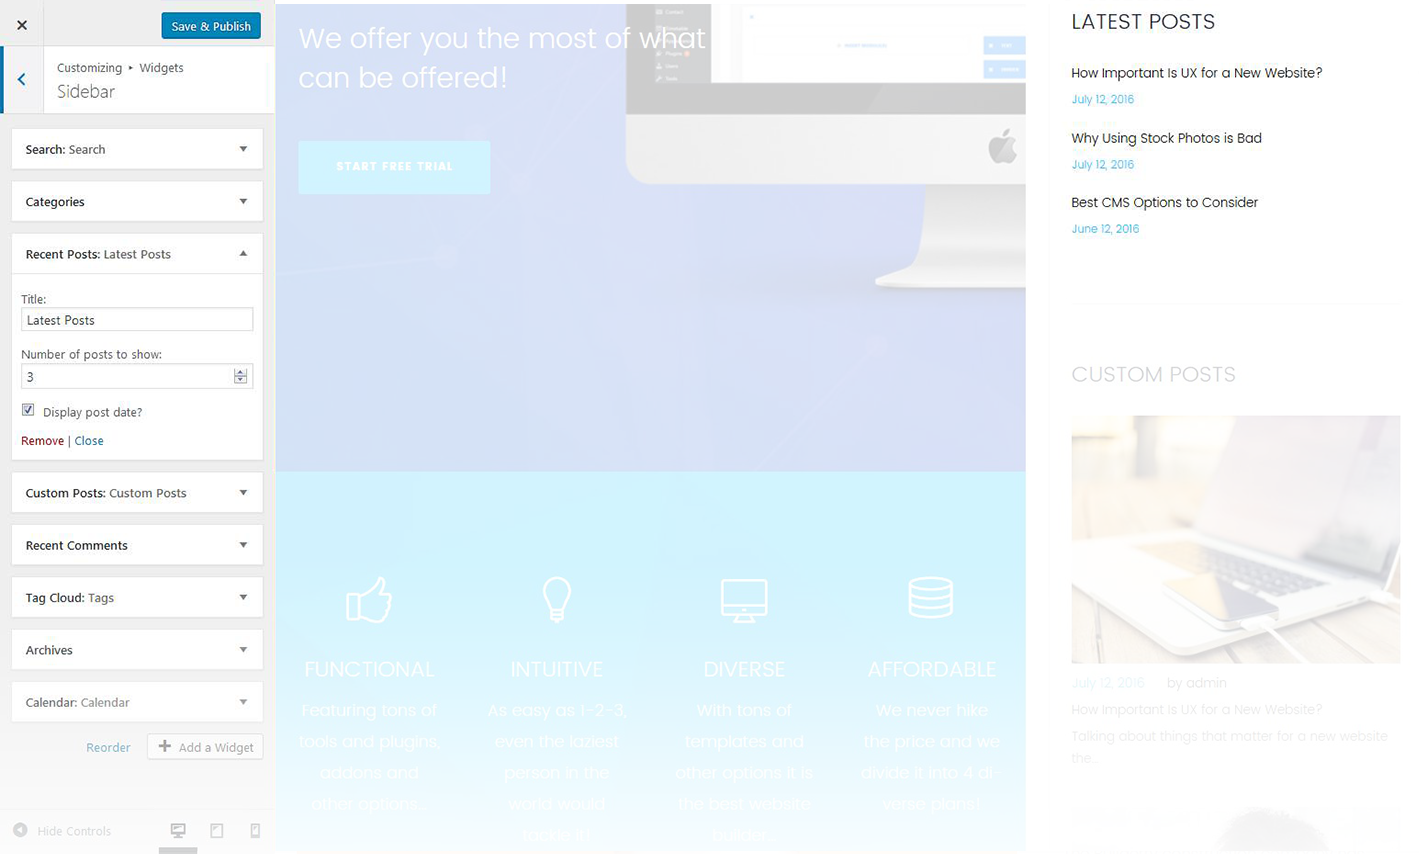 Save & Publish
Customizing ▸ Widgets
Sidebar
Search: Search
Categories
Recent Posts: Latest Posts
Title:
Latest Posts
Number of posts to show:
3
Display post date?
Remove | Close
Custom Posts: Custom Posts
Recent Comments
Tag Cloud: Tags
Archives
Calendar: Calendar
Reorder
Add a Widget
Hide Controls
We offer you the most of what
can be offered!
START FREE TRIAL
FUNCTIONAL
Featuring tons of
tools and plugins,
addons and
other options...
INTUITIVE
As easy as 1-2-3,
even the laziest
person in the
world would
tackle it!
DIVERSE
With tons of
templates and
other options it is
the best website
builder...
AFFORDABLE
We never hike
the price and we
divide it into 4 di-
verse plans!
LATEST POSTS
How Important Is UX for a New Website?
July 12, 2016
Why Using Stock Photos is Bad
July 12, 2016
Best CMS Options to Consider
June 12, 2016
CUSTOM POSTS
July 12, 2016 by admin
How Important Is UX for a New Website?
Talking about things that matter for a new website
the...